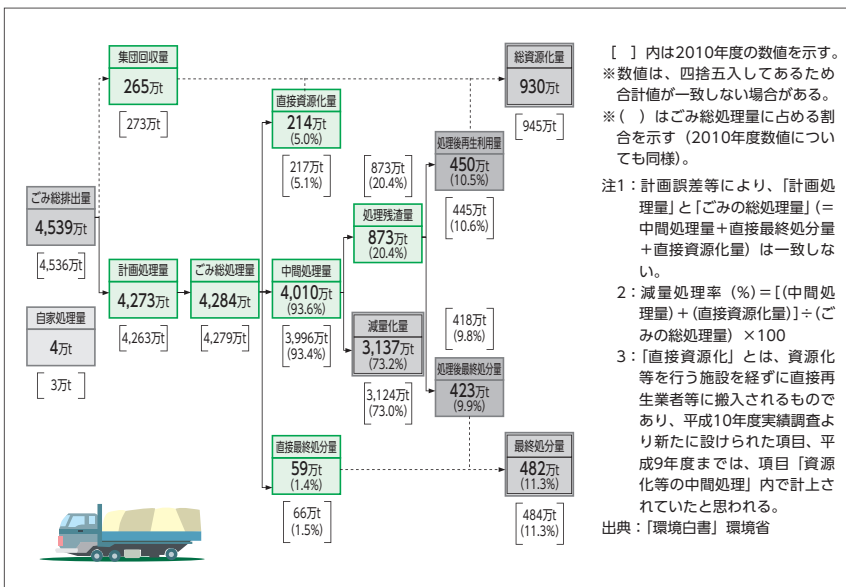 集団回収量
265万t
[273万t]
ごみ総排出量
4,539万t
[4,536万t]
自家処理量
4万t
[3万t]
計画処理量
4,273万t
[4,263万t]
ごみ総処理量
4,284万t
[4,279万t]
直接資源化量
214万t
(5.0%)
[217万t
(5.1%)]
中間処理量
4,010万t
(93.6%)
[3,996万t
(93.4%)]
直接最終処分量
59万t
(1.4%)
[66万t
(1.5%)]
[873万t
(20.4%)]
処理残渣量
873万t
(20.4%)
減量化量
3,137万t
(73.2%)
[3,124万t
(73.0%)]
処理後再生利用量
450万t
(10.5%)
[445万t
(10.6%)]
[418万t
(9.8%)]
処理後最終処分量
423万t
(9.9%)
総資源化量
930万t
[945万t]
最終処分量
482万t
(11.3%)
[484万t
(11.3%)]
[ ]内は2010年度の数値を示す。
※数値は、四捨五入してあるため
合計値が一致しない場合がある。
※( )はごみ総処理量に占める割
合を示す(2010年度数値につい
ても同様)。
注1:計画誤差等により、「計画処
理量」と「ごみの総処理量」(=
中間処理量+直接最終処分量
+直接資源化量)は一致しな
い。
2:減量処理率(%)=[(中間処
理量)+(直接資源化量)]÷(ご
みの総処理量)×100
3:「直接資源化」とは、資源化
等を行う施設を経ずに直接再
生業者等に搬入されるもので
あり、平成10年度実績調査よ
り新たに設けられた項目、平
成9年度までは、項目「資源
化等の中間処理」内で計上さ
れていたと思われる。
出典:「環境白書」環境省